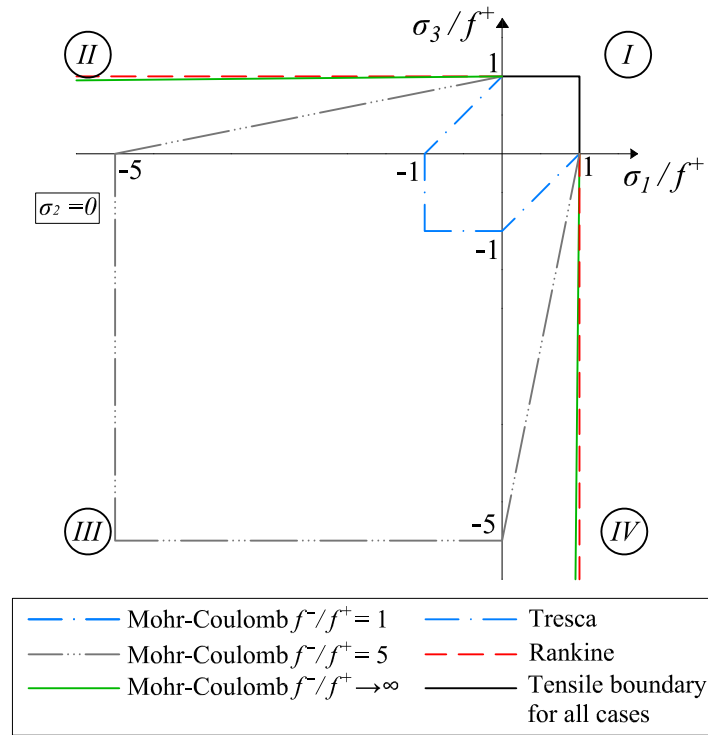 σ₃/f⁺
II
I
1
-5
-1
1
σ₁/f⁺
σ₂ =0
-1
III
-5
IV
Mohr-Coulomb f⁻/f⁺= 1
Tresca
Mohr-Coulomb f⁻/f⁺= 5
Rankine
Mohr-Coulomb f⁻/f⁺ →∞
Tensile boundary
for all cases